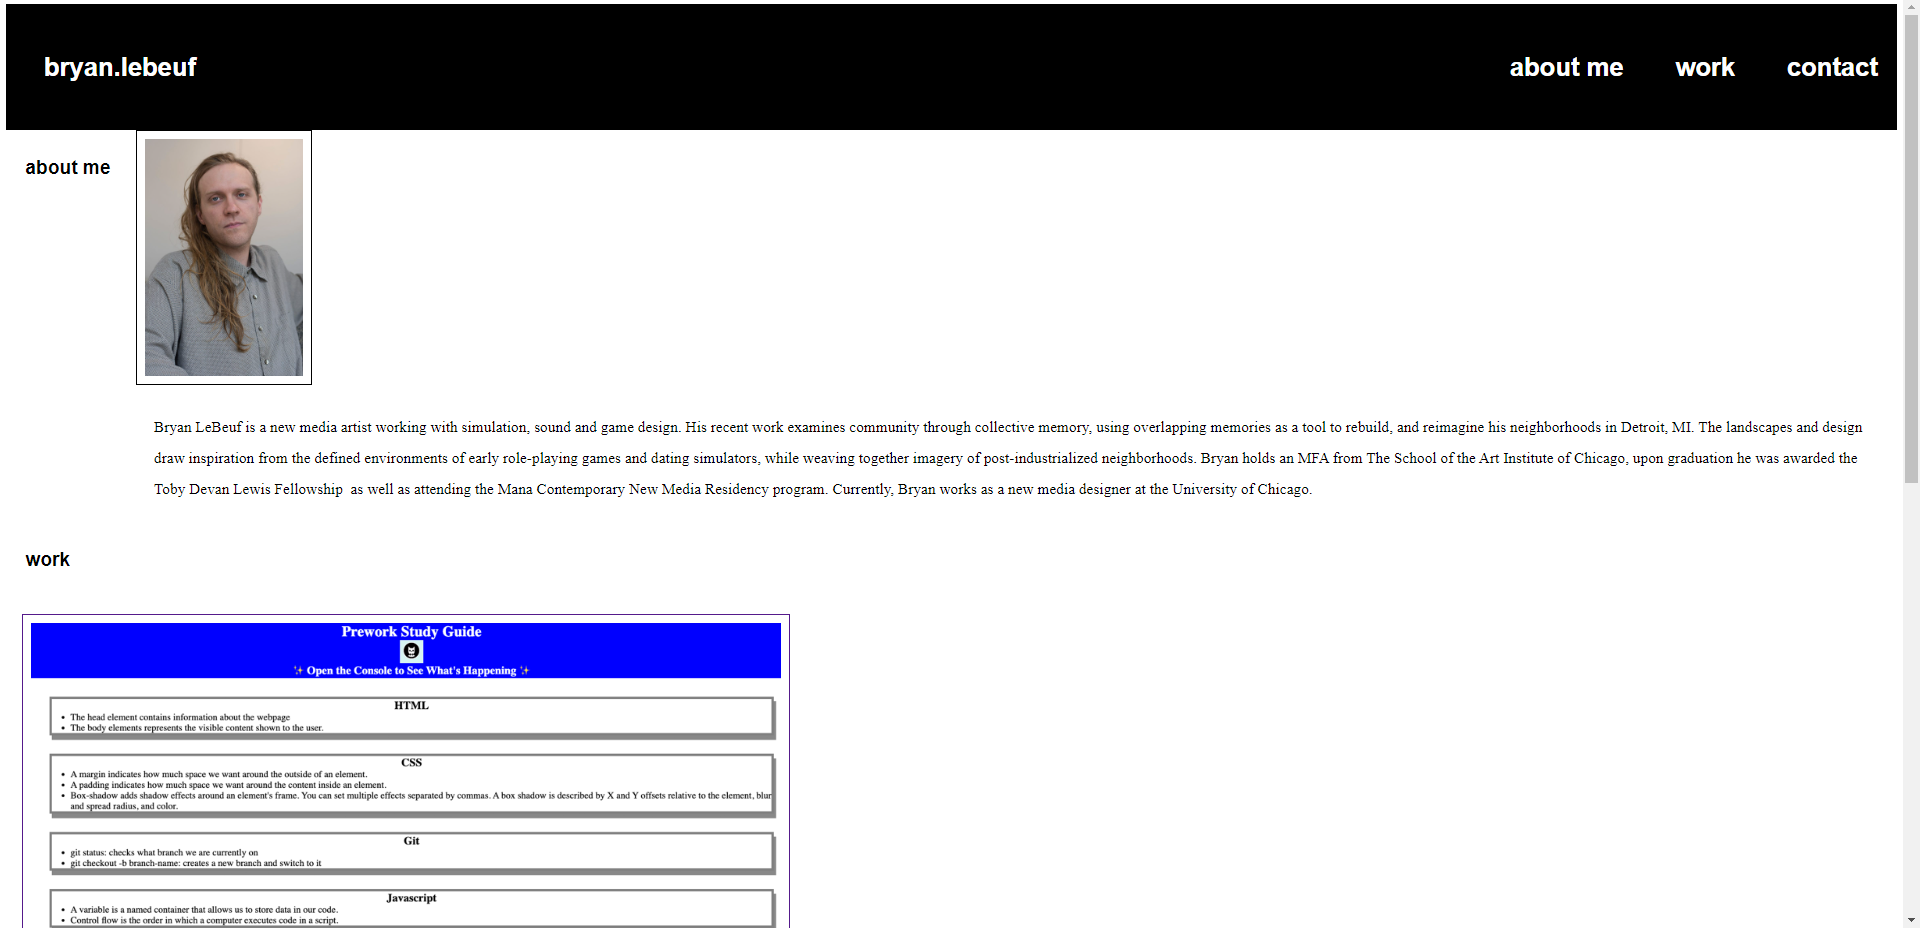 bryan.lebeuf
about me work contact
about me
Bryan LeBeuf is a new media artist working with simulation, sound and game design. His recent work examines community through collective memory, using overlapping memories as a tool to rebuild, and reimagine his neighborhoods in Detroit, MI. The landscapes and design
draw inspiration from the defined environments of early role-playing games and dating simulators, while weaving together imagery of post-industrialized neighborhoods. Bryan holds an MFA from The School of the Art Institute of Chicago, upon graduation he was awarded the
Toby Devan Lewis Fellowship  as well as attending the Mana Contemporary New Media Residency program. Currently, Bryan works as a new media designer at the University of Chicago.
work
Prework Study Guide
✨ Open the Console to See What's Happening ✨
HTML
• The head element contains information about the webpage
• The body elements represents the visible content shown to the user.
CSS
• A margin indicates how much space we want around the outside of an element.
• A padding indicates how much space we want around the content inside an element.
• Box-shadow adds shadow effects around an element's frame. You can set multiple effects separated by commas. A box shadow is described by X and Y offsets relative to the element, blur
and spread radius, and color.
Git
• git status: checks what branch we are currently on
• git checkout -b branch-name: creates a new branch and switch to it
Javascript
• A variable is a named container that allows us to store data in our code.
• Control flow is the order in which a computer executes code in a script.